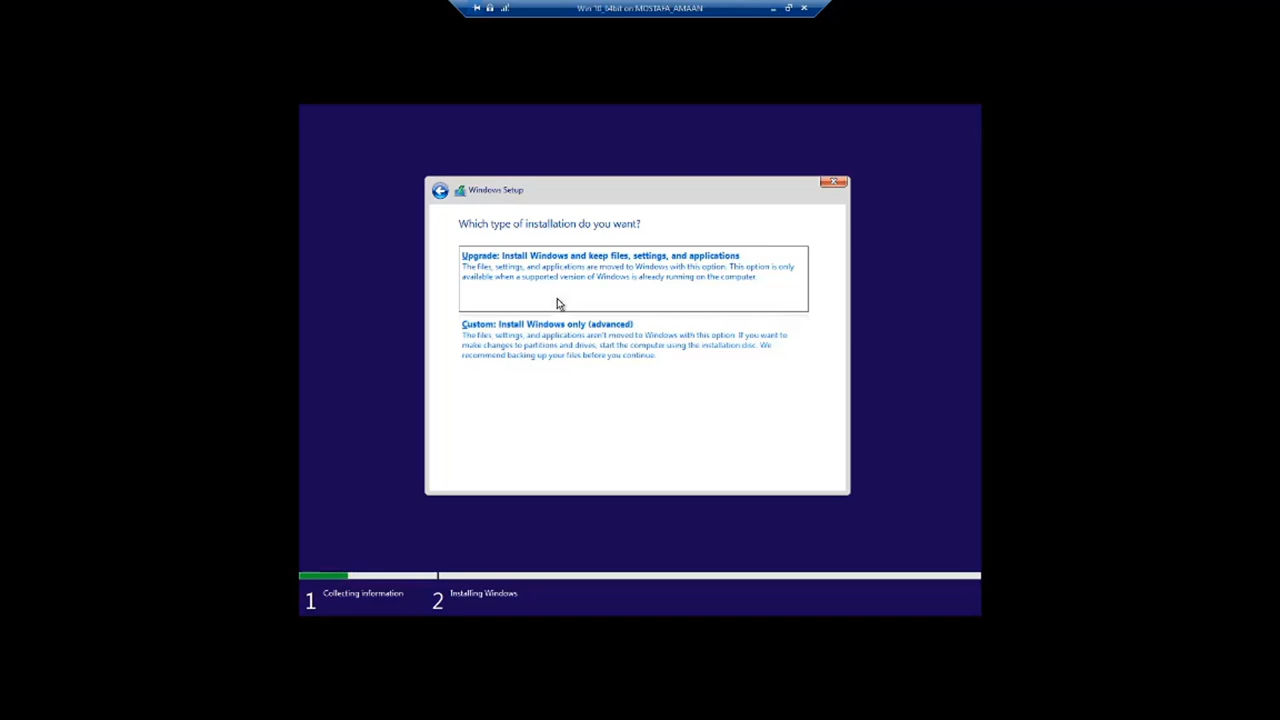 Win 10_64bit on MOSTAFA_AMAAN
Windows Setup
Which type of installation do you want?
Upgrade: Install Windows and keep files, settings, and applications
The files, settings, and applications are moved to Windows with this option. This option is only
available when a supported version of Windows is already running on the computer.
Custom: Install Windows only (advanced)
The files, settings, and applications aren't moved to Windows with this option. If you want to
make changes to partitions and drives, start the computer using the installation disc. We
recommend backing up your files before you continue.
1 Collecting information
2 Installing Windows